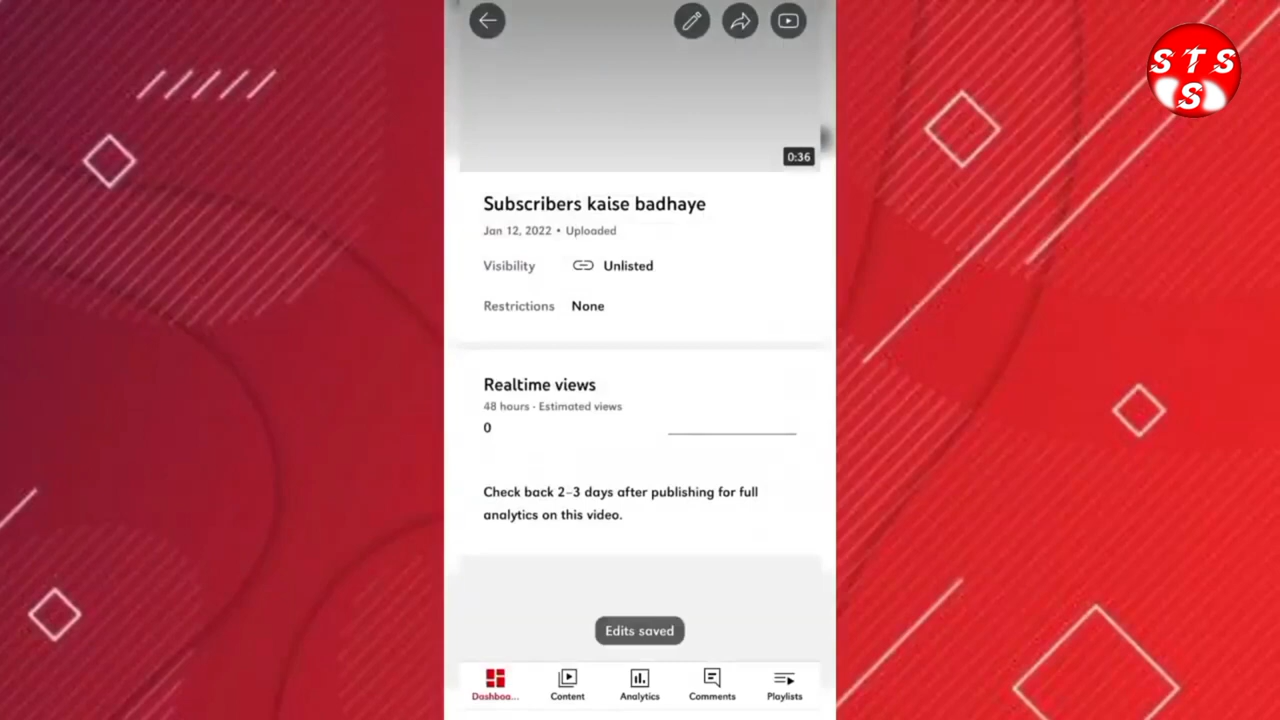 S T S
S
0:36
Subscribers kaise badhaye
Jan 12, 2022 • Uploaded
Visibility Unlisted
Restrictions None
Realtime views
48 hours · Estimated views
0
Check back 2–3 days after publishing for full
analytics on this video.
Edits saved
Dashboa... Content Analytics Comments Playlists